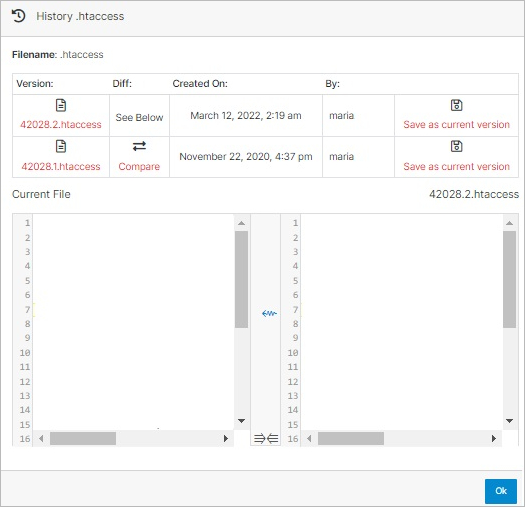 History .htaccess
Filename: .htaccess
Version: Diff: Created On: By:
42028.2.htaccess See Below March 12, 2022, 2:19 am maria Save as current version
42028.1.htaccess Compare November 22, 2020, 4:37 pm maria Save as current version
Current File 42028.2.htaccess
1 1
2 2
3 3
4 4
5 5
6 6
7 7
8 8
9 9
10 10
11 11
12 12
13 13
14 14
15 15
16 16
Ok